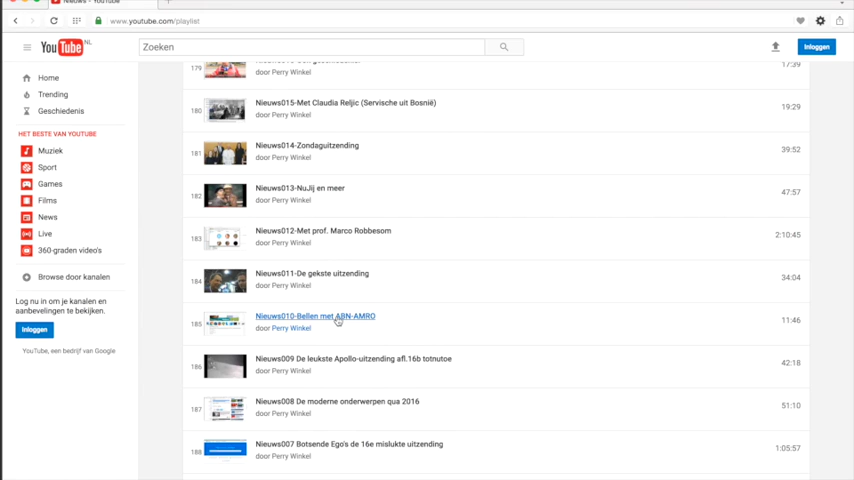 Nieuws - YouTube
www.youtube.com/playlist
YouTube NL
Zoeken
Inloggen
Home
Trending
Geschiedenis
HET BESTE VAN YOUTUBE
Muziek
Sport
Games
Films
News
Live
360-graden video's
Browse door kanalen
Log nu in om je kanalen en
aanbevelingen te bekijken.
Inloggen
YouTube, een bedrijf van Google
179
door Perry Winkel
17:39
180
Nieuws015-Met Claudia Reljic (Servische uit Bosnië)
door Perry Winkel
19:29
181
Nieuws014-Zondaguitzending
door Perry Winkel
39:52
182
Nieuws013-NuJij en meer
door Perry Winkel
47:57
183
Nieuws012-Met prof. Marco Robbesom
door Perry Winkel
2:10:45
184
Nieuws011-De gekste uitzending
door Perry Winkel
34:04
185
Nieuws010-Bellen met ABN-AMRO
door Perry Winkel
11:46
186
Nieuws009 De leukste Apollo-uitzending afl.16b totnutoe
door Perry Winkel
42:18
187
Nieuws008 De moderne onderwerpen qua 2016
door Perry Winkel
51:10
188
Nieuws007 Botsende Ego's de 16e mislukte uitzending
door Perry Winkel
1:05:57